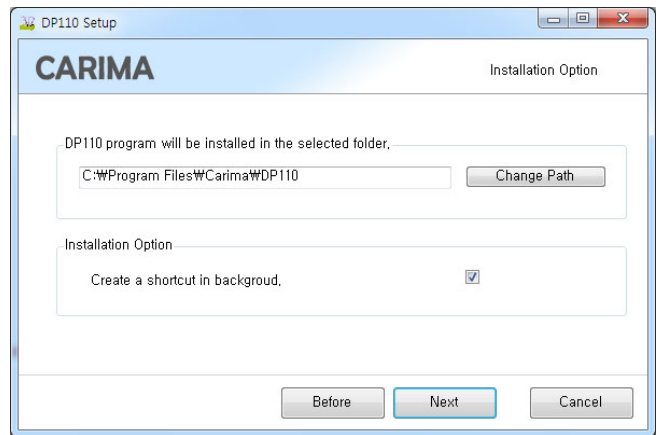 DP110 Setup
CARIMA
Installation Option
DP110 program will be installed in the selected folder,
C:₩Program Files₩Carima₩DP110
Change Path
Installation Option
Create a shortcut in backgroud,
Before
Next
Cancel